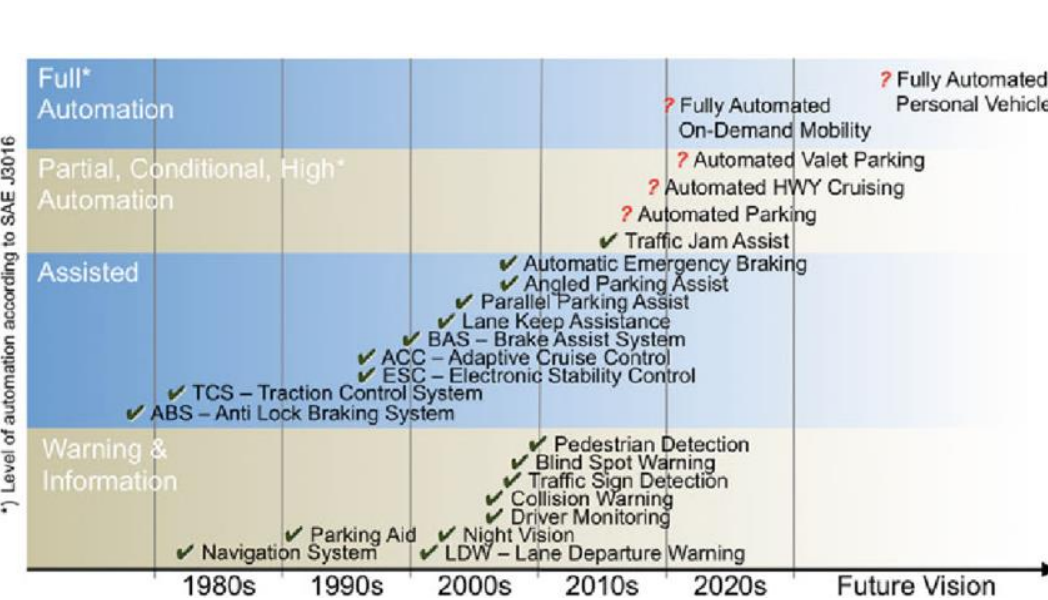 Full*
Automation
? Fully Automated
Personal Vehicle
? Fully Automated
On-Demand Mobility
Partial, Conditional, High*
Automation
? Automated Valet Parking
? Automated HWY Cruising
? Automated Parking
✔ Traffic Jam Assist
Assisted
✔ Automatic Emergency Braking
✔ Angled Parking Assist
✔ Parallel Parking Assist
✔ Lane Keep Assistance
✔ BAS – Brake Assist System
✔ ACC – Adaptive Cruise Control
✔ ESC – Electronic Stability Control
✔ TCS – Traction Control System
✔ ABS – Anti Lock Braking System
Warning &
Information
✔ Pedestrian Detection
✔ Blind Spot Warning
✔ Traffic Sign Detection
✔ Collision Warning
✔ Driver Monitoring
✔ Parking Aid ✔ Night Vision
✔ Navigation System ✔ LDW – Lane Departure Warning
1980s 1990s 2000s 2010s 2020s Future Vision
*) Level of automation according to SAE J3016